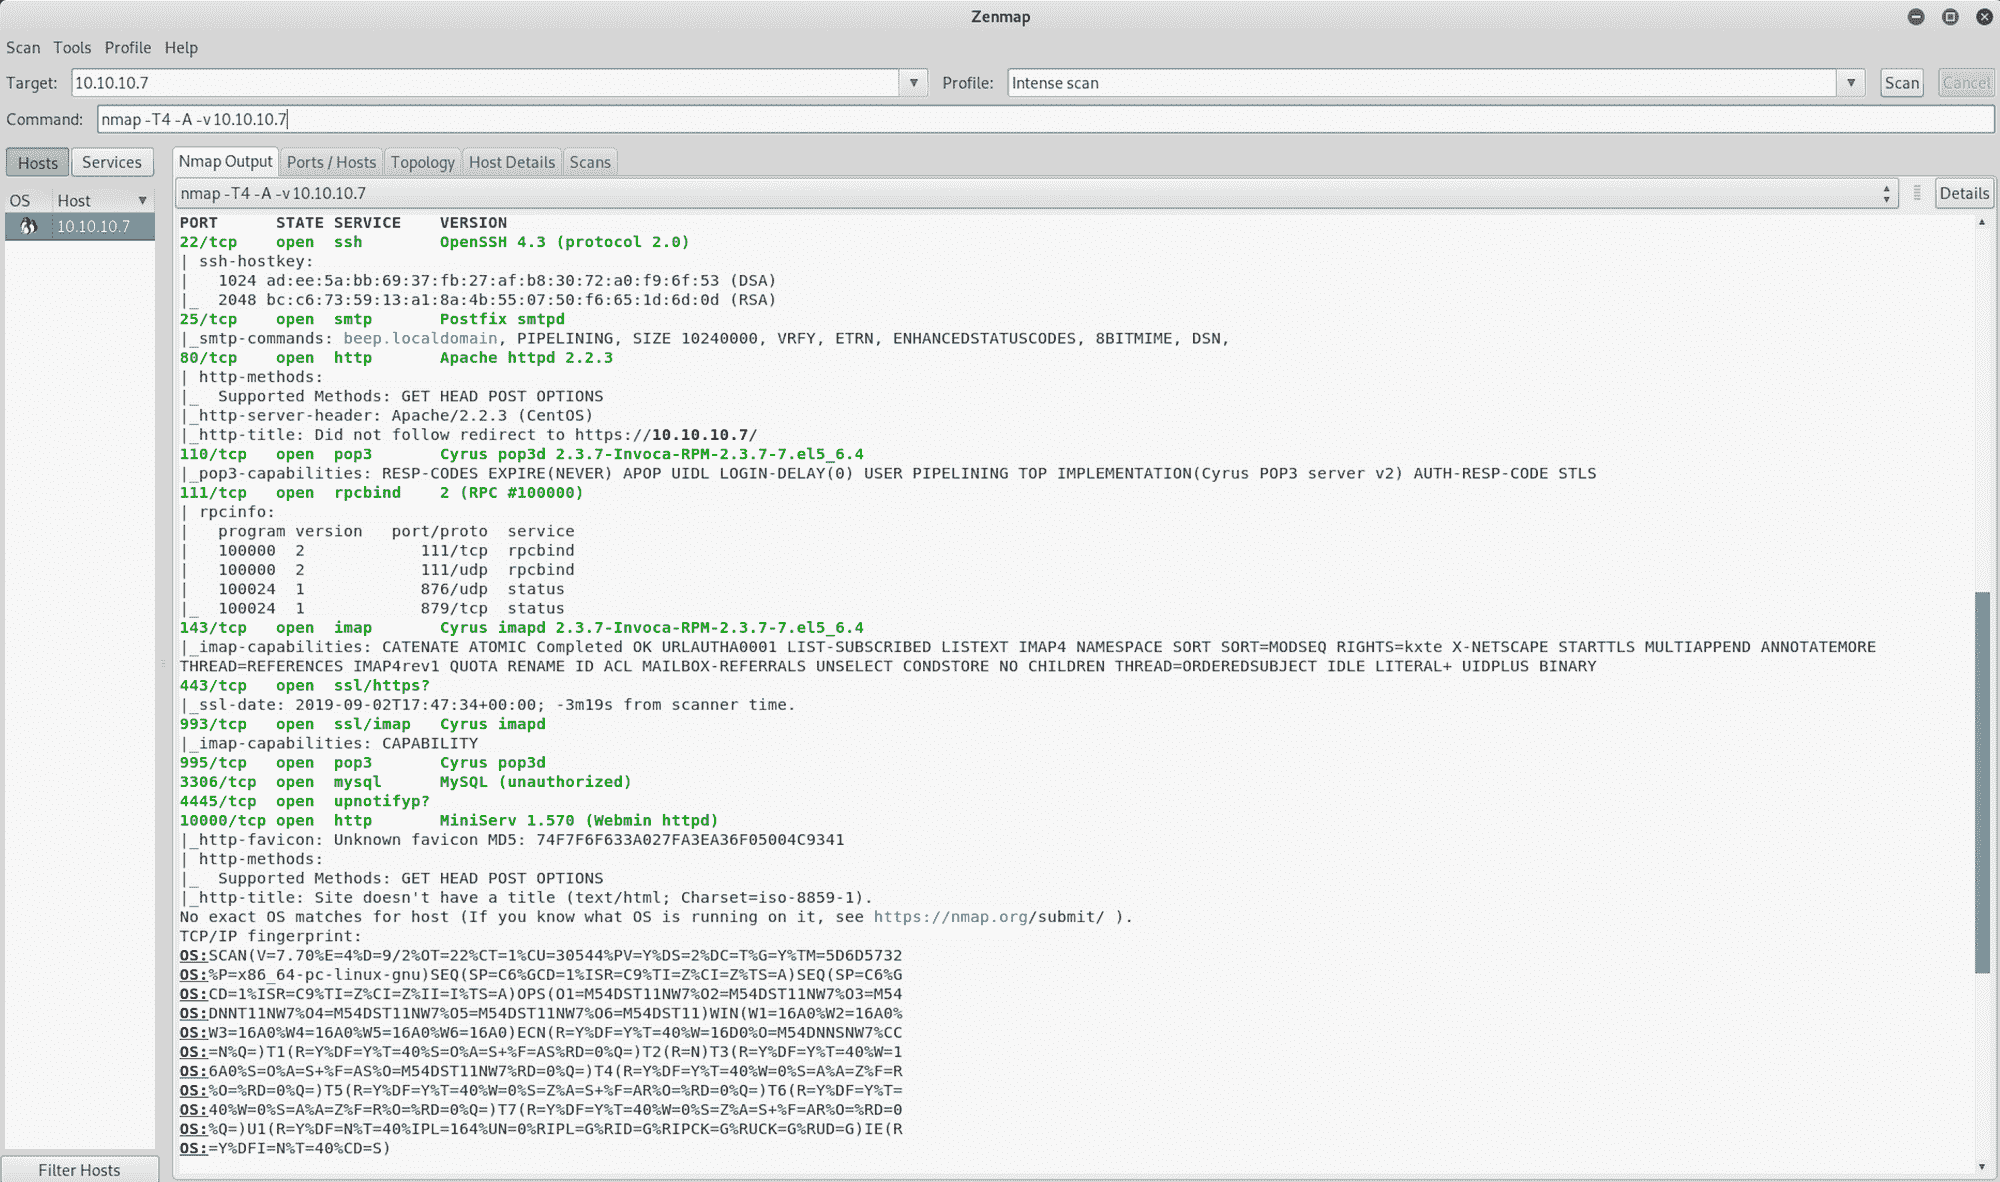 Zenmap
Scan Tools Profile Help
Target: 10.10.10.7 Profile: Intense scan Scan Cancel
Command: nmap -T4 -A -v 10.10.10.7
Hosts Services
Nmap Output Ports / Hosts Topology Host Details Scans
OS Host
10.10.10.7
nmap -T4 -A -v 10.10.10.7 Details
PORT      STATE SERVICE    VERSION
22/tcp    open  ssh        OpenSSH 4.3 (protocol 2.0)
| ssh-hostkey:
|   1024 ad:ee:5a:bb:69:37:fb:27:af:b8:30:72:a0:f9:6f:53 (DSA)
|_  2048 bc:c6:73:59:13:a1:8a:4b:55:07:50:f6:65:1d:6d:0d (RSA)
25/tcp    open  smtp       Postfix smtpd
|_smtp-commands: beep.localdomain, PIPELINING, SIZE 10240000, VRFY, ETRN, ENHANCEDSTATUSCODES, 8BITMIME, DSN,
80/tcp    open  http       Apache httpd 2.2.3
| http-methods:
|_  Supported Methods: GET HEAD POST OPTIONS
|_http-server-header: Apache/2.2.3 (CentOS)
|_http-title: Did not follow redirect to https://10.10.10.7/
110/tcp   open  pop3       Cyrus pop3d 2.3.7-Invoca-RPM-2.3.7-7.el5_6.4
|_pop3-capabilities: RESP-CODES EXPIRE(NEVER) APOP UIDL LOGIN-DELAY(0) USER PIPELINING TOP IMPLEMENTATION(Cyrus POP3 server v2) AUTH-RESP-CODE STLS
111/tcp   open  rpcbind    2 (RPC #100000)
| rpcinfo:
|   program version   port/proto  service
|   100000  2            111/tcp  rpcbind
|   100000  2            111/udp  rpcbind
|   100024  1            876/udp  status
|_  100024  1            879/tcp  status
143/tcp   open  imap       Cyrus imapd 2.3.7-Invoca-RPM-2.3.7-7.el5_6.4
|_imap-capabilities: CATENATE ATOMIC Completed OK URLAUTHA0001 LIST-SUBSCRIBED LISTEXT IMAP4 NAMESPACE SORT SORT=MODSEQ RIGHTS=kxte X-NETSCAPE STARTTLS MULTIAPPEND ANNOTATEMORE
THREAD=REFERENCES IMAP4rev1 QUOTA RENAME ID ACL MAILBOX-REFERRALS UNSELECT CONDSTORE NO CHILDREN THREAD=ORDEREDSUBJECT IDLE LITERAL+ UIDPLUS BINARY
443/tcp   open  ssl/https?
|_ssl-date: 2019-09-02T17:47:34+00:00; -3m19s from scanner time.
993/tcp   open  ssl/imap   Cyrus imapd
|_imap-capabilities: CAPABILITY
995/tcp   open  pop3       Cyrus pop3d
3306/tcp  open  mysql      MySQL (unauthorized)
4445/tcp  open  upnotifyp?
10000/tcp open  http       MiniServ 1.570 (Webmin httpd)
|_http-favicon: Unknown favicon MD5: 74F7F6F633A027FA3EA36F05004C9341
| http-methods:
|_  Supported Methods: GET HEAD POST OPTIONS
|_http-title: Site doesn't have a title (text/html; Charset=iso-8859-1).
No exact OS matches for host (If you know what OS is running on it, see https://nmap.org/submit/ ).
TCP/IP fingerprint:
OS:SCAN(V=7.70%E=4%D=9/2%OT=22%CT=1%CU=30544%PV=Y%DS=2%DC=T%G=Y%TM=5D6D5732
OS:%P=x86_64-pc-linux-gnu)SEQ(SP=C6%GCD=1%ISR=C9%TI=Z%CI=Z%TS=A)SEQ(SP=C6%G
OS:CD=1%ISR=C9%TI=Z%CI=Z%II=I%TS=A)OPS(O1=M54DST11NW7%O2=M54DST11NW7%O3=M54
OS:DNNT11NW7%O4=M54DST11NW7%O5=M54DST11NW7%O6=M54DST11)WIN(W1=16A0%W2=16A0%
OS:W3=16A0%W4=16A0%W5=16A0%W6=16A0)ECN(R=Y%DF=Y%T=40%W=16D0%O=M54DNNSNW7%CC
OS:=N%Q=)T1(R=Y%DF=Y%T=40%S=O%A=S+%F=AS%RD=0%Q=)T2(R=N)T3(R=Y%DF=Y%T=40%W=1
OS:6A0%S=O%A=S+%F=AS%O=M54DST11NW7%RD=0%Q=)T4(R=Y%DF=Y%T=40%W=0%S=A%A=Z%F=R
OS:%O=%RD=0%Q=)T5(R=Y%DF=Y%T=40%W=0%S=Z%A=S+%F=AR%O=%RD=0%Q=)T6(R=Y%DF=Y%T=
OS:40%W=0%S=A%A=Z%F=R%O=%RD=0%Q=)T7(R=Y%DF=Y%T=40%W=0%S=Z%A=S+%F=AR%O=%RD=0
OS:%Q=)U1(R=Y%DF=N%T=40%IPL=164%UN=0%RIPL=G%RID=G%RIPCK=G%RUCK=G%RUD=G)IE(R
OS:=Y%DFI=N%T=40%CD=S)
Filter Hosts